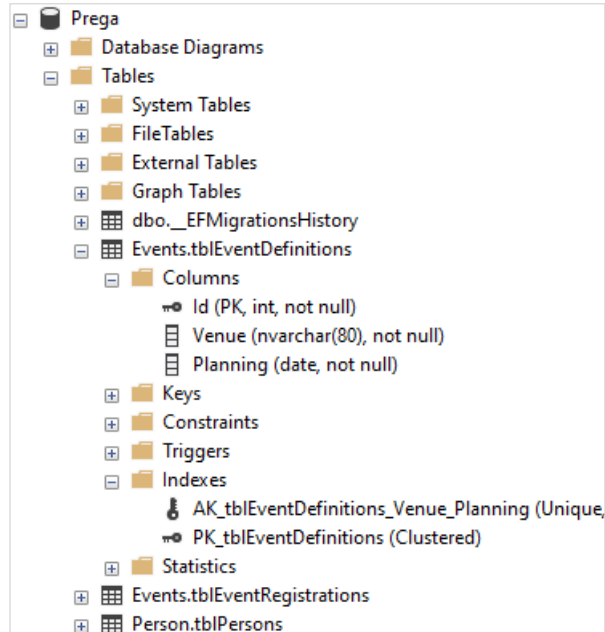 Prega
Database Diagrams
Tables
System Tables
FileTables
External Tables
Graph Tables
dbo.__EFMigrationsHistory
Events.tblEventDefinitions
Columns
Id (PK, int, not null)
Venue (nvarchar(80), not null)
Planning (date, not null)
Keys
Constraints
Triggers
Indexes
AK_tblEventDefinitions_Venue_Planning (Unique,
PK_tblEventDefinitions (Clustered)
Statistics
Events.tblEventRegistrations
Person.tblPersons